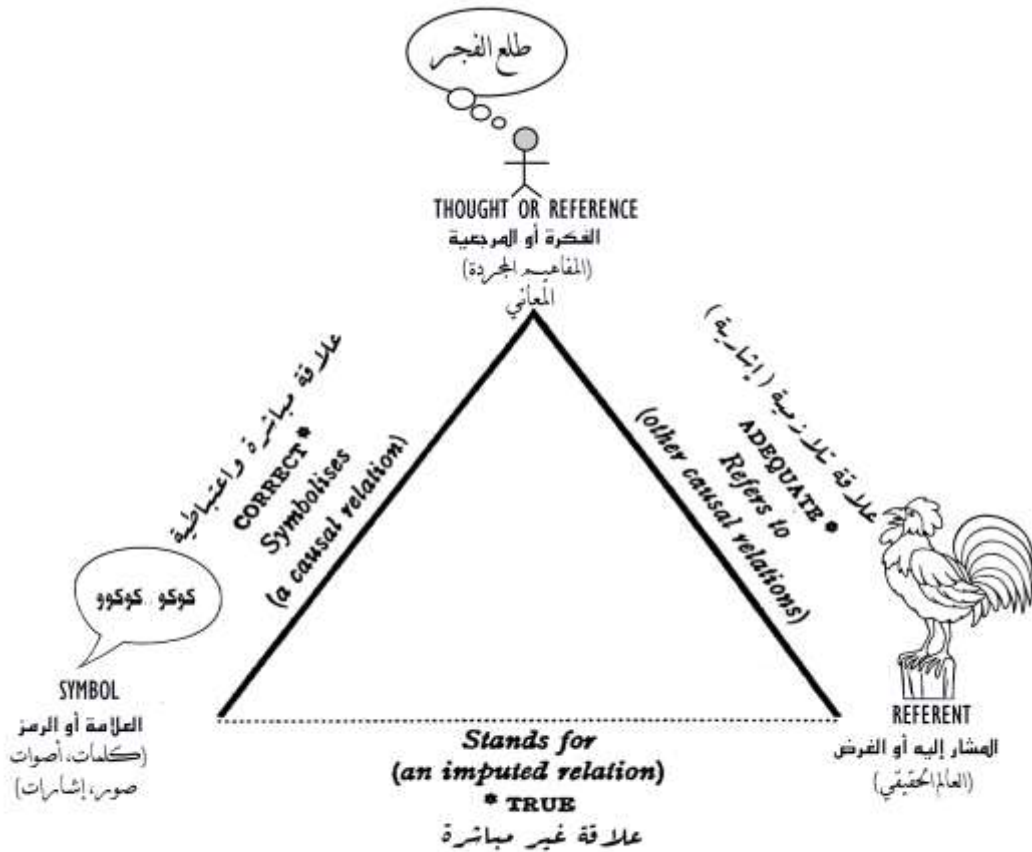 طلع الفجر
THOUGHT OR REFERENCE
الفكرة أو المرجعية
(المفاهيم المجردة)
المعاني
علاقة مباشرة واعتباطية
CORRECT *
Symbolises
(a causal relation)
علاقة تلازمية (إشارية)
ADEQUATE *
Refers to
(other causal relations)
كوكو..كوكوو
SYMBOL
العلامة أو الرمز
(كلمات، أصوات
صور، إشارات)
REFERENT
المشار إليه أو الغرض
(العالم الحقيقي)
Stands for
(an imputed relation)
* TRUE
علاقة غير مباشرة